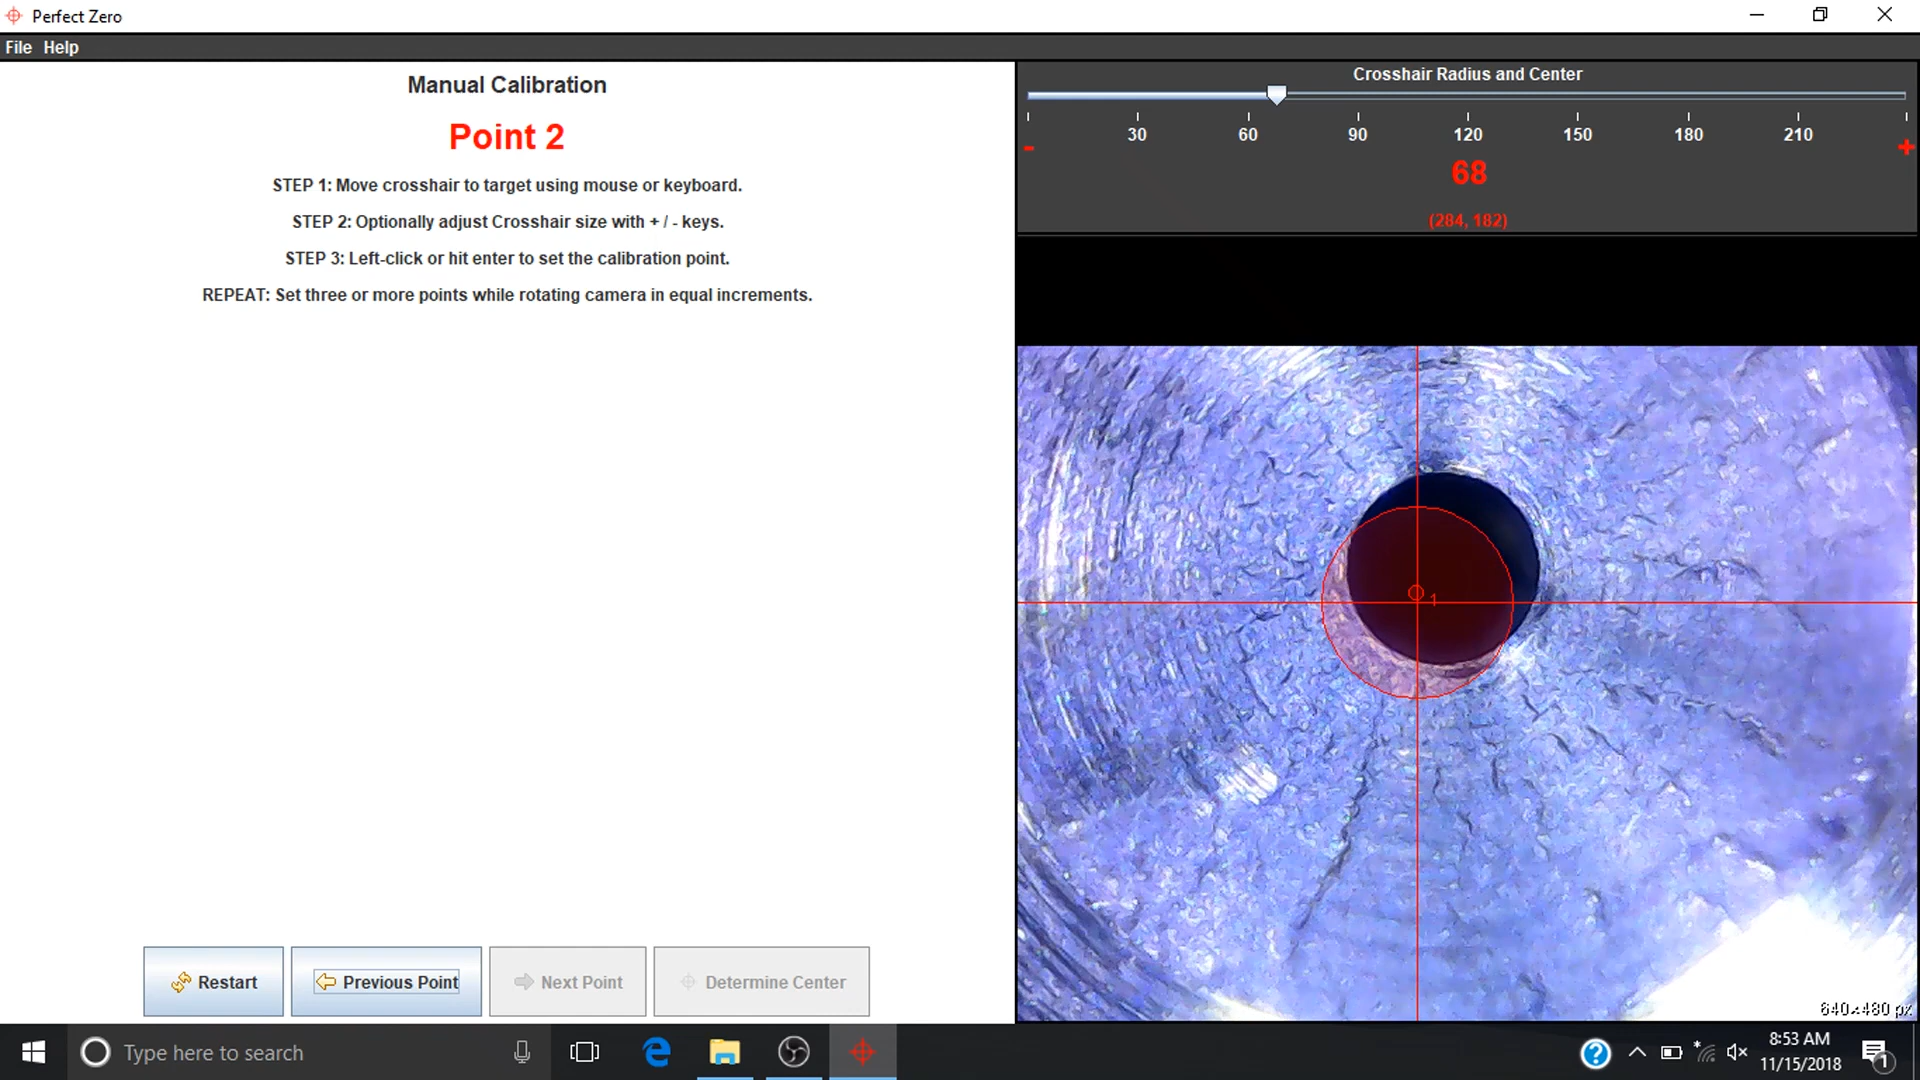 Perfect Zero
File Help
Manual Calibration
Point 2
STEP 1: Move crosshair to target using mouse or keyboard.
STEP 2: Optionally adjust Crosshair size with + / - keys.
STEP 3: Left-click or hit enter to set the calibration point.
REPEAT: Set three or more points while rotating camera in equal increments.
Restart
Previous Point
Next Point
Determine Center
Crosshair Radius and Center
30 60 90 120 150 180 210
- +
68
(284, 182)
1
640x480 px
Type here to search
8:53 AM
11/15/2018
1